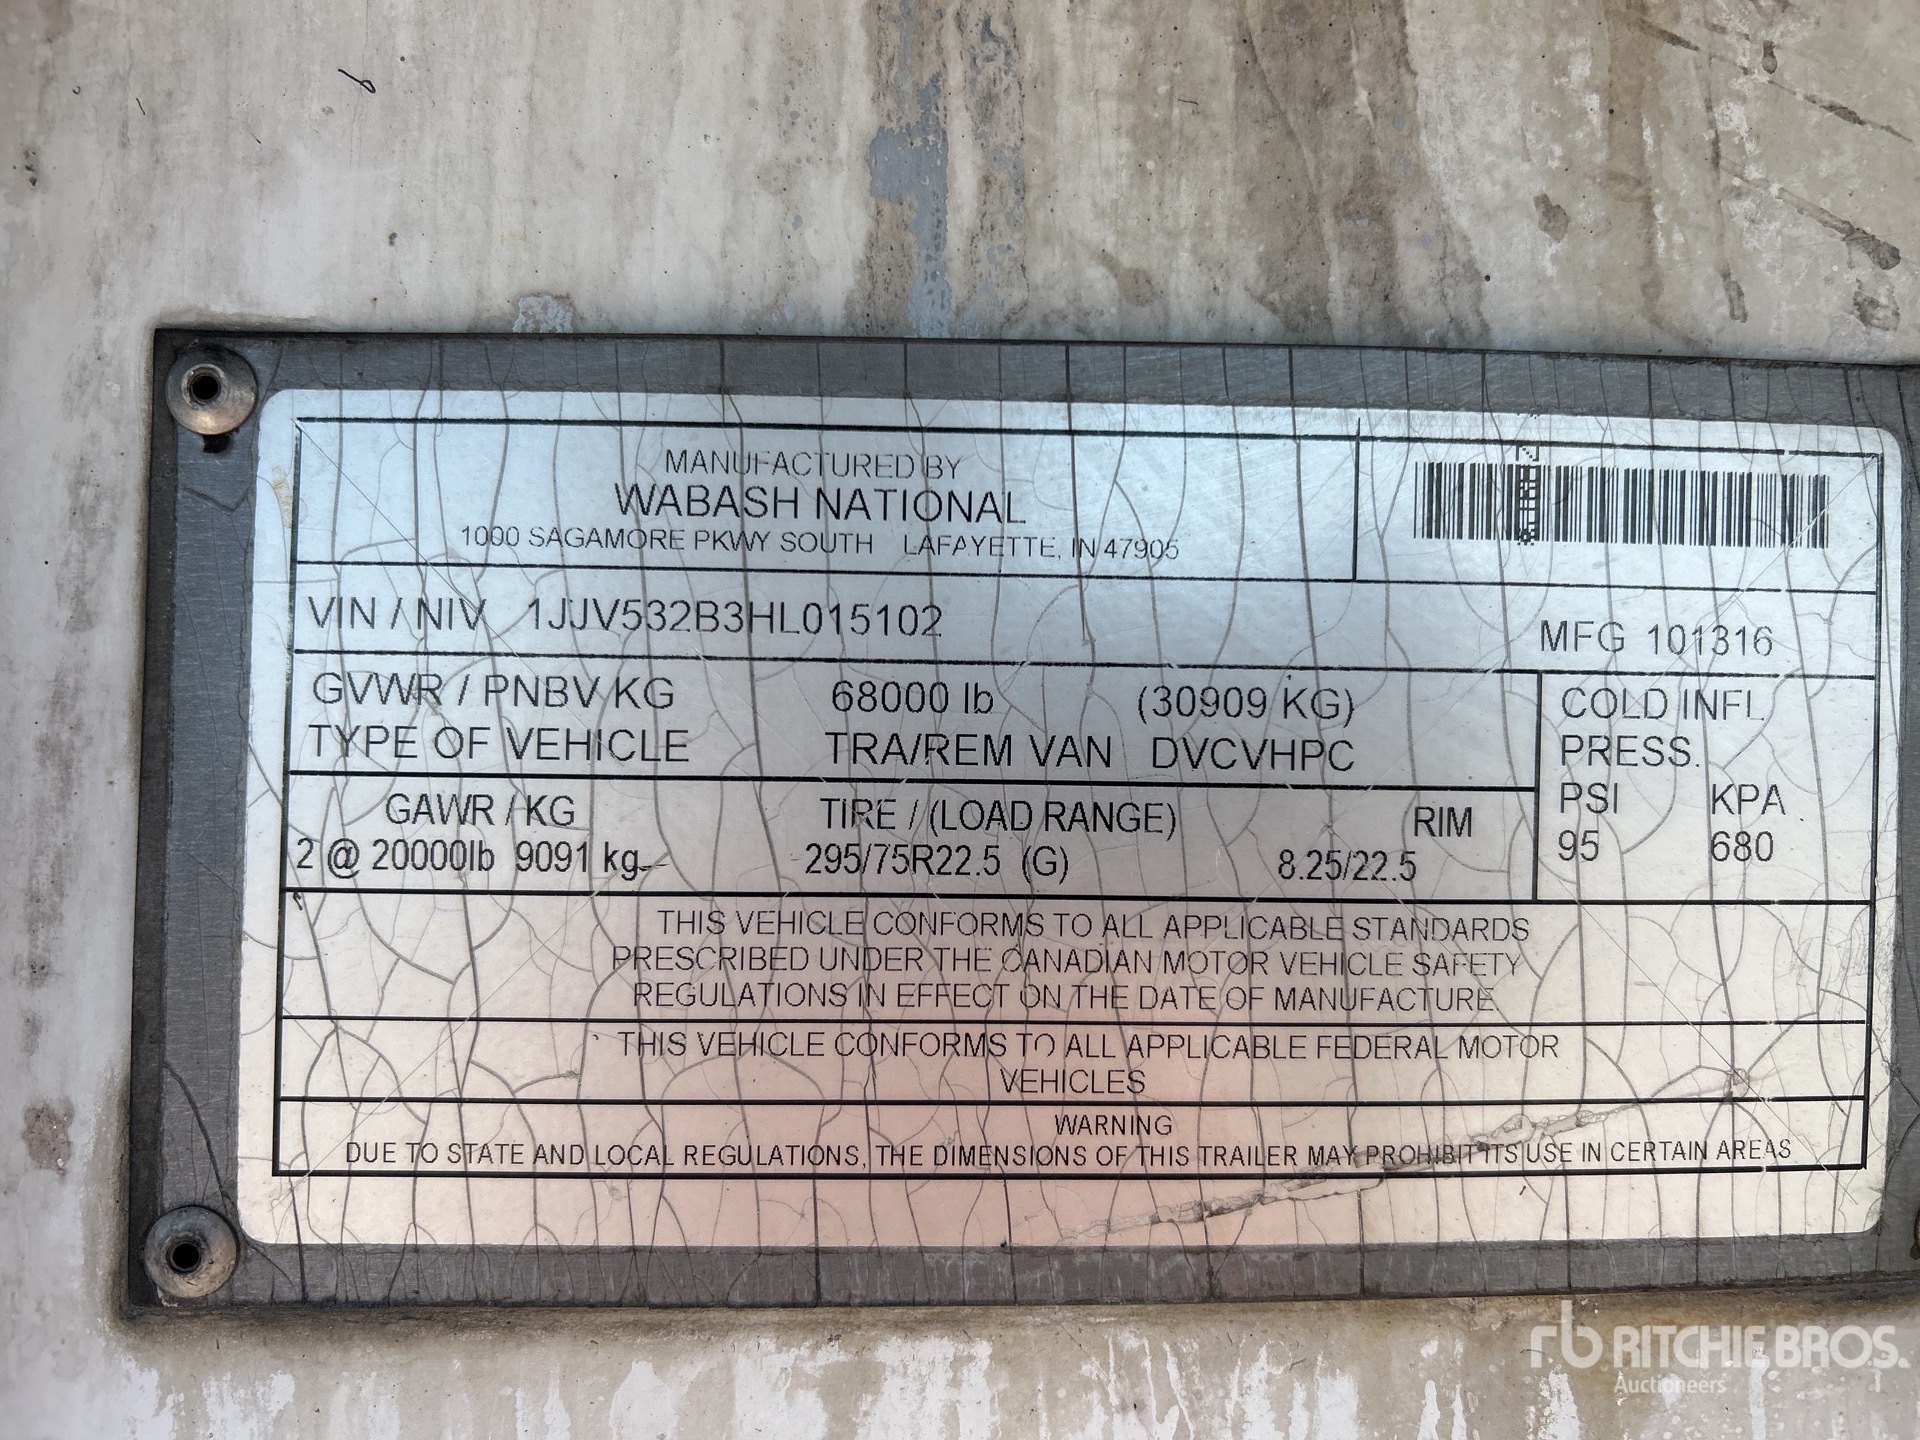 MANUFACTURED BY
WABASH NATIONAL
1000 SAGAMORE PKWY SOUTH LAFAYETTE, IN 47905
VIN / NIV 1JJV532B3HL015102
MFG 101316
GVWR / PNBV KG 68000 lb (30909 KG)
TYPE OF VEHICLE TRA/REM VAN DVCVHPC
COLD INFL.
PRESS.
PSI KPA
95 680
GAWR / KG TIRE / (LOAD RANGE) RIM
2 @ 20000lb 9091 kg. 295/75R22.5 (G) 8.25/22.5
THIS VEHICLE CONFORMS TO ALL APPLICABLE STANDARDS
PRESCRIBED UNDER THE CANADIAN MOTOR VEHICLE SAFETY
REGULATIONS IN EFFECT ON THE DATE OF MANUFACTURE
THIS VEHICLE CONFORMS TO ALL APPLICABLE FEDERAL MOTOR
VEHICLES
WARNING
DUE TO STATE AND LOCAL REGULATIONS, THE DIMENSIONS OF THIS TRAILER MAY PROHIBIT ITS USE IN CERTAIN AREAS
rb RITCHIE BROS.
Auctioneers